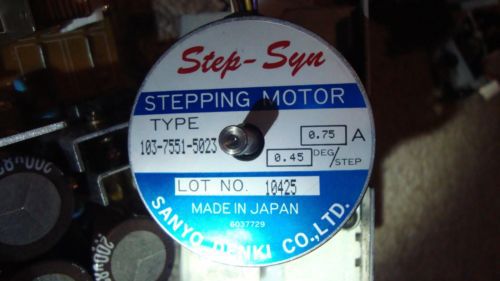 Step-Syn
STEPPING MOTOR
TYPE
103-7551-5023
0.75 A
0.45 DEG/STEP
LOT NO. 10425
MADE IN JAPAN
6037729
SANYO DENKI CO., LTD.
200